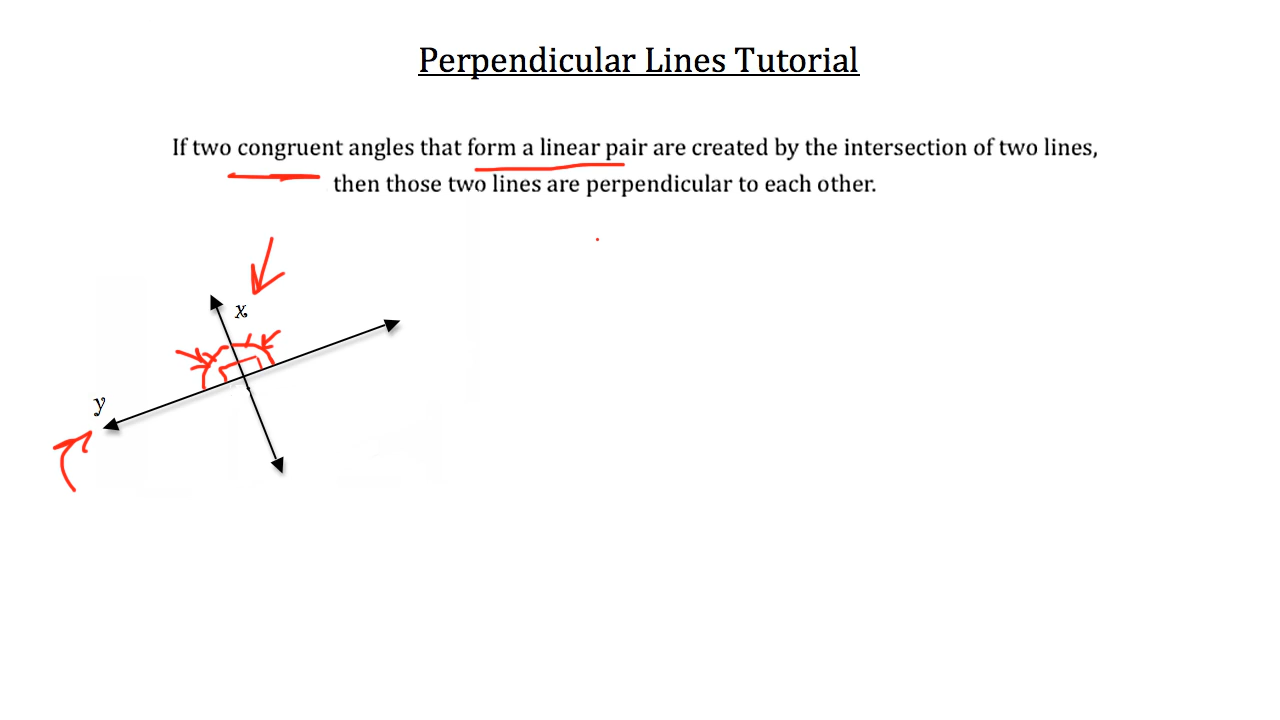 Perpendicular Lines Tutorial
If two congruent angles that form a linear pair are created by the intersection of two lines,
then those two lines are perpendicular to each other.
x
y